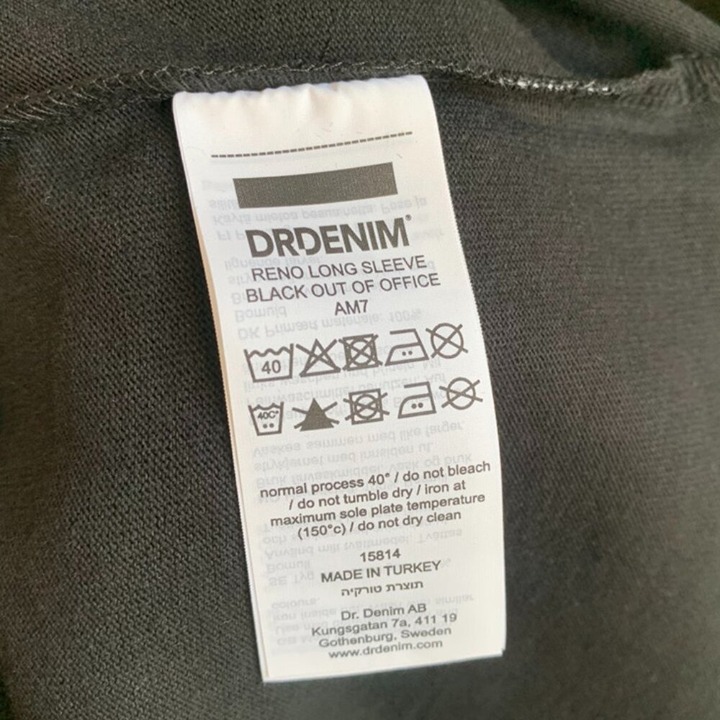 DRDENIM®
RENO LONG SLEEVE
BLACK OUT OF OFFICE
AM7
40
40C°
normal process 40° / do not bleach
/ do not tumble dry / iron at
maximum sole plate temperature
(150°c) / do not dry clean
15814
MADE IN TURKEY
תוצרת טורקיה
Dr. Denim AB
Kungsgatan 7a, 411 19
Gothenburg, Sweden
www.drdenim.com